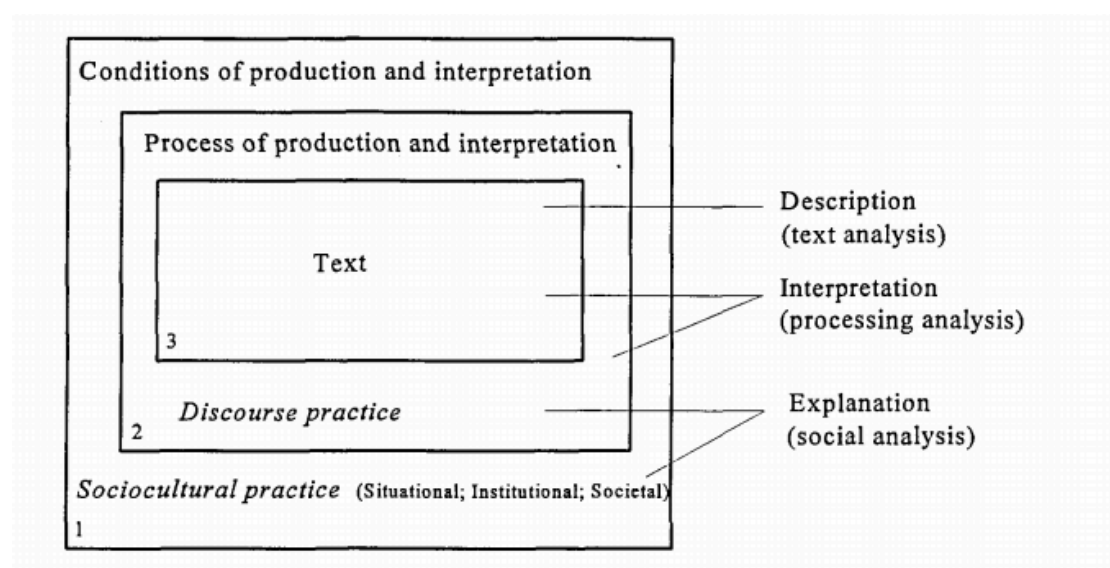 Conditions of production and interpretation
Process of production and interpretation
Description
(text analysis)
Text
Interpretation
(processing analysis)
3
Discourse practice
Explanation
(social analysis)
2
Sociocultural practice (Situational; Institutional; Societal)
1